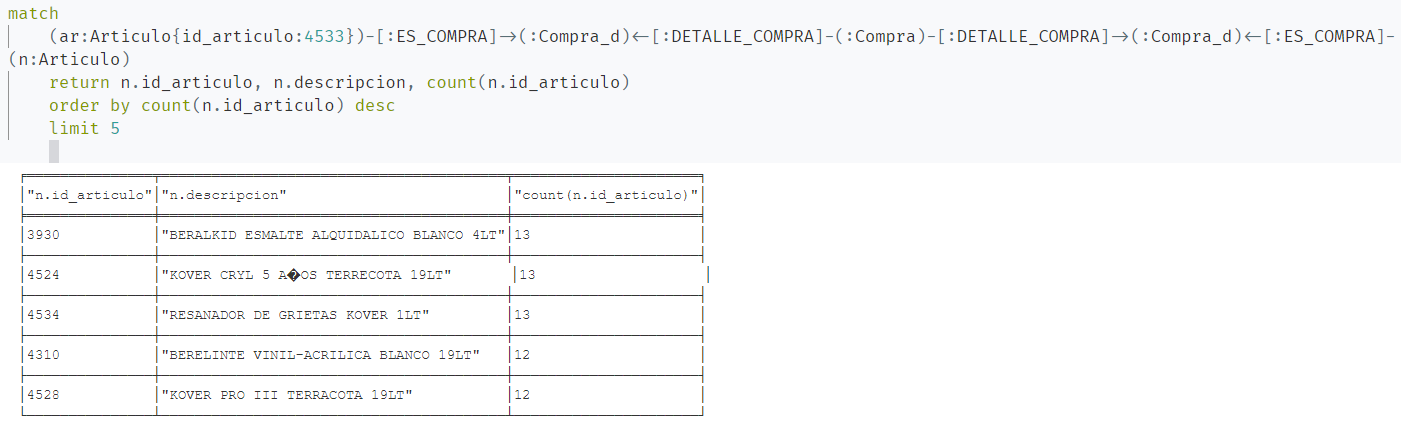 match
(ar:Articulo{id_articulo:4533})-[:ES_COMPRA]→(:Compra_d)←[:DETALLE_COMPRA]-(:Compra)-[:DETALLE_COMPRA]→(:Compra_d)←[:ES_COMPRA]-
(n:Articulo)
return n.id_articulo, n.descripcion, count(n.id_articulo)
order by count(n.id_articulo) desc
limit 5
"n.id_articulo" "n.descripcion" "count(n.id_articulo)"
3930 "BERALKID ESMALTE ALQUIDALICO BLANCO 4LT" 13
4524 "KOVER CRYL 5 A�OS TERRECOTA 19LT" 13
4534 "RESANADOR DE GRIETAS KOVER 1LT" 13
4310 "BERELINTE VINIL-ACRILICA BLANCO 19LT" 12
4528 "KOVER PRO III TERRACOTA 19LT" 12